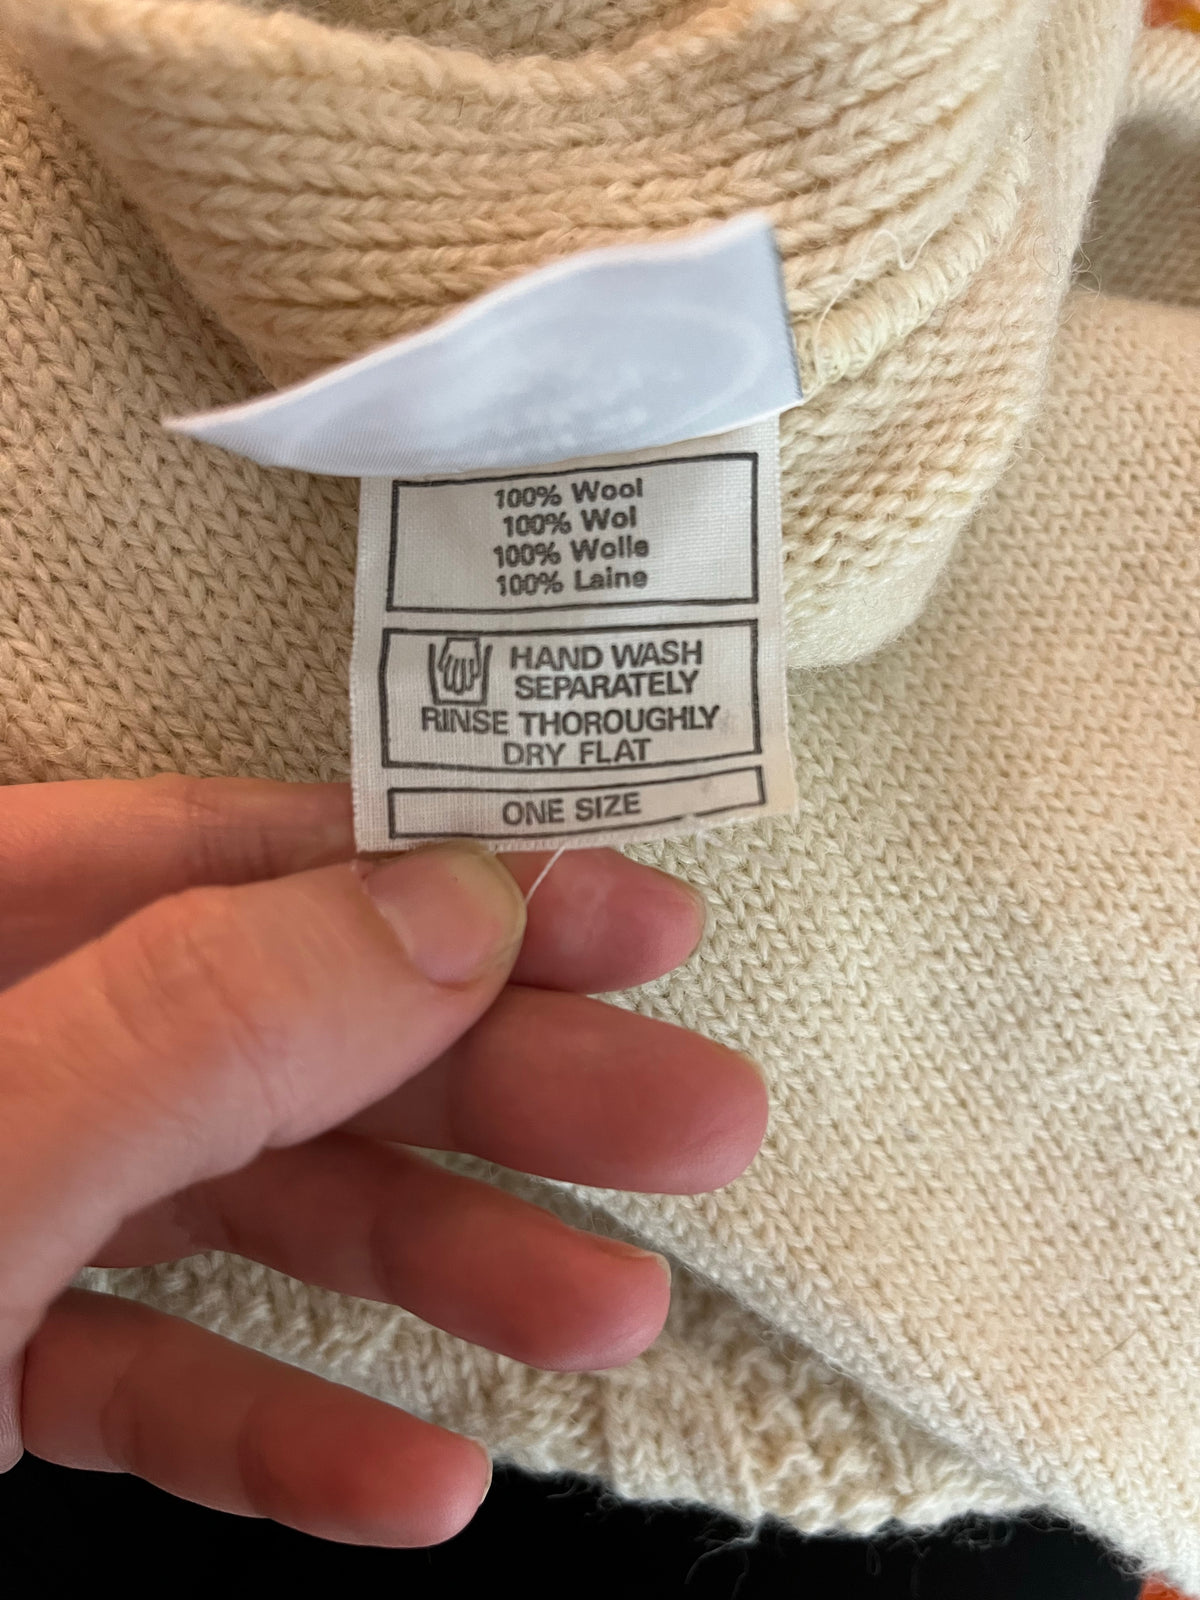 100% Wool
100% Wol
100% Wolle
100% Laine
HAND WASH
SEPARATELY
RINSE THOROUGHLY
DRY FLAT
ONE SIZE